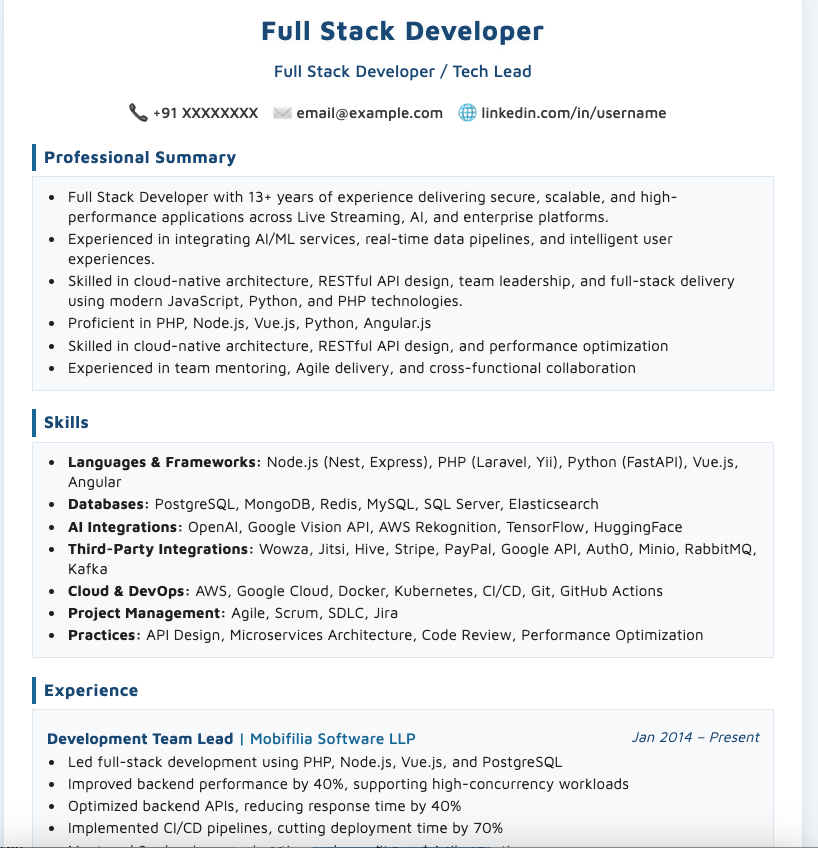 Full Stack Developer
Full Stack Developer / Tech Lead
+91 XXXXXXXX email@example.com linkedin.com/in/username
Professional Summary
Full Stack Developer with 13+ years of experience delivering secure, scalable, and high-
performance applications across Live Streaming, AI, and enterprise platforms.
Experienced in integrating AI/ML services, real-time data pipelines, and intelligent user
experiences.
Skilled in cloud-native architecture, RESTful API design, team leadership, and full-stack delivery
using modern JavaScript, Python, and PHP technologies.
Proficient in PHP, Node.js, Vue.js, Python, Angular.js
Skilled in cloud-native architecture, RESTful API design, and performance optimization
Experienced in team mentoring, Agile delivery, and cross-functional collaboration
Skills
Languages & Frameworks: Node.js (Nest, Express), PHP (Laravel, Yii), Python (FastAPI), Vue.js,
Angular
Databases: PostgreSQL, MongoDB, Redis, MySQL, SQL Server, Elasticsearch
AI Integrations: OpenAI, Google Vision API, AWS Rekognition, TensorFlow, HuggingFace
Third-Party Integrations: Wowza, Jitsi, Hive, Stripe, PayPal, Google API, Auth0, Minio, RabbitMQ,
Kafka
Cloud & DevOps: AWS, Google Cloud, Docker, Kubernetes, CI/CD, Git, GitHub Actions
Project Management: Agile, Scrum, SDLC, Jira
Practices: API Design, Microservices Architecture, Code Review, Performance Optimization
Experience
Development Team Lead | Mobifilia Software LLP Jan 2014 – Present
Led full-stack development using PHP, Node.js, Vue.js, and PostgreSQL
Improved backend performance by 40%, supporting high-concurrency workloads
Optimized backend APIs, reducing response time by 40%
Implemented CI/CD pipelines, cutting deployment time by 70%